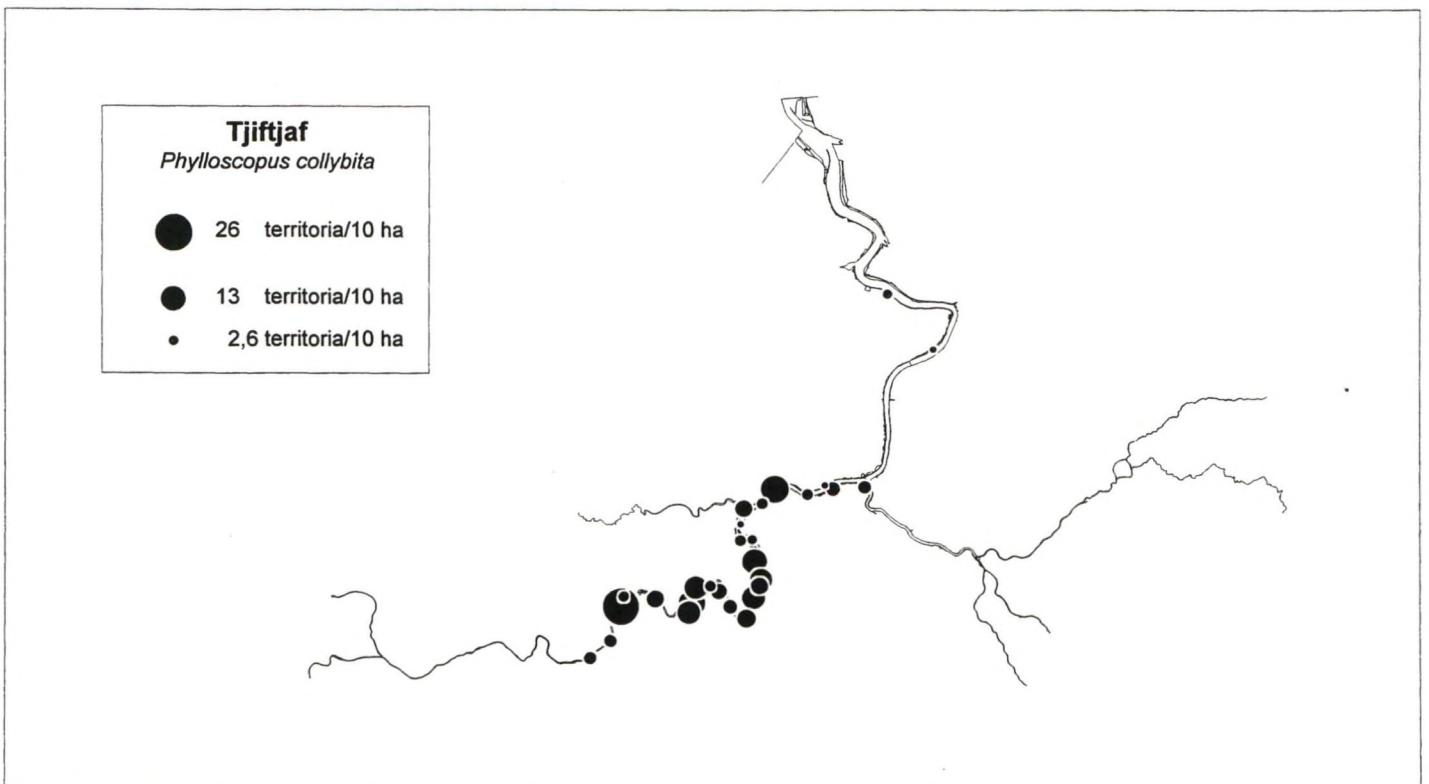 Tjiftjaf
Phylloscopus collybita
26 territoria/10 ha
13 territoria/10 ha
2,6 territoria/10 ha